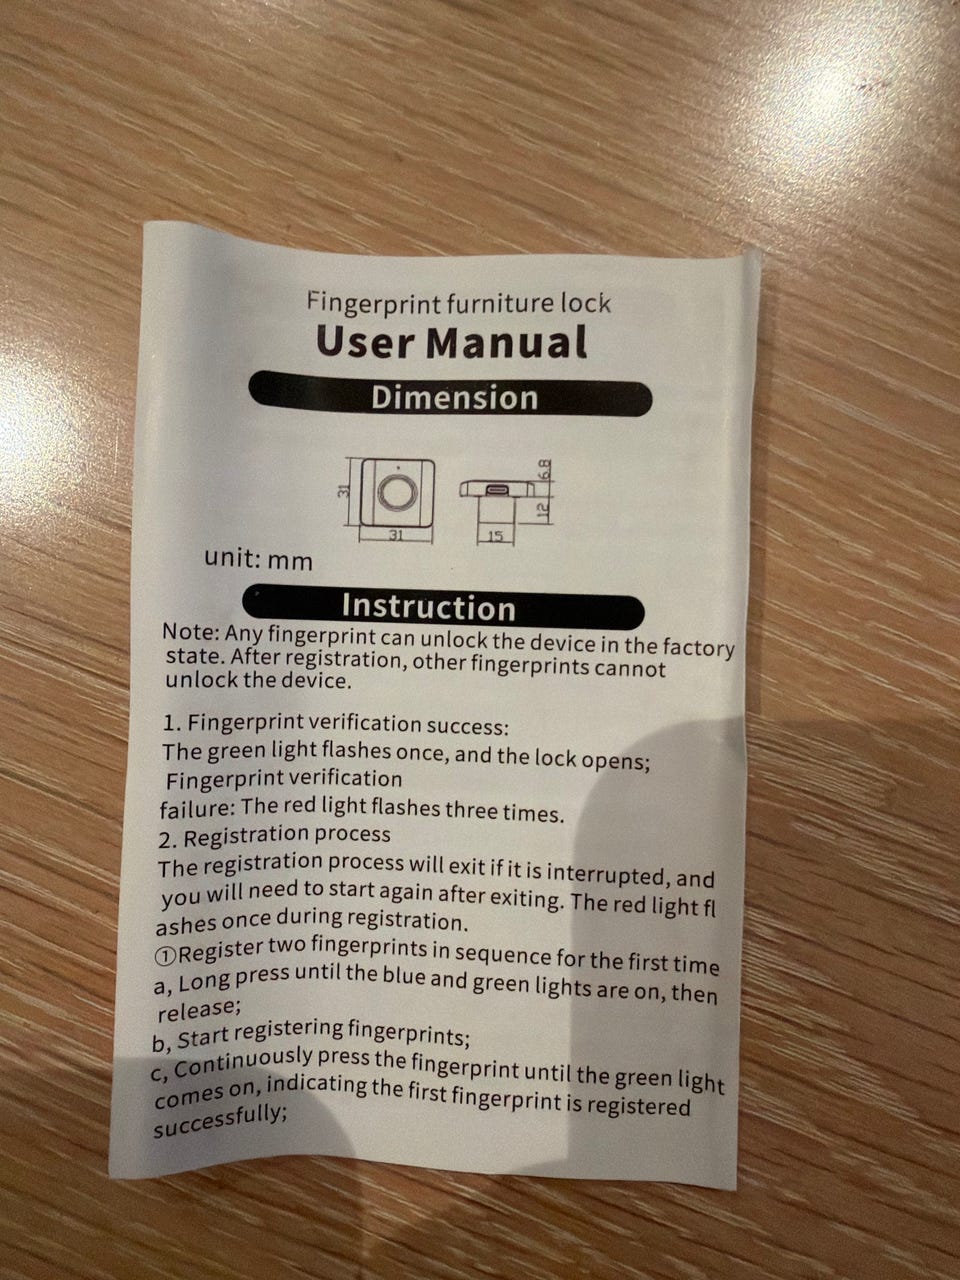 Fingerprint furniture lock
User Manual
Dimension
31
31
6.8
12
15
unit: mm
Instruction
Note: Any fingerprint can unlock the device in the factory
state. After registration, other fingerprints cannot
unlock the device.
1. Fingerprint verification success:
The green light flashes once, and the lock opens;
Fingerprint verification
failure: The red light flashes three times.
2. Registration process
The registration process will exit if it is interrupted, and
you will need to start again after exiting. The red light fl
ashes once during registration.
①Register two fingerprints in sequence for the first time
a, Long press until the blue and green lights are on, then
release;
b, Start registering fingerprints;
c, Continuously press the fingerprint until the green light
comes on, indicating the first fingerprint is registered
successfully;